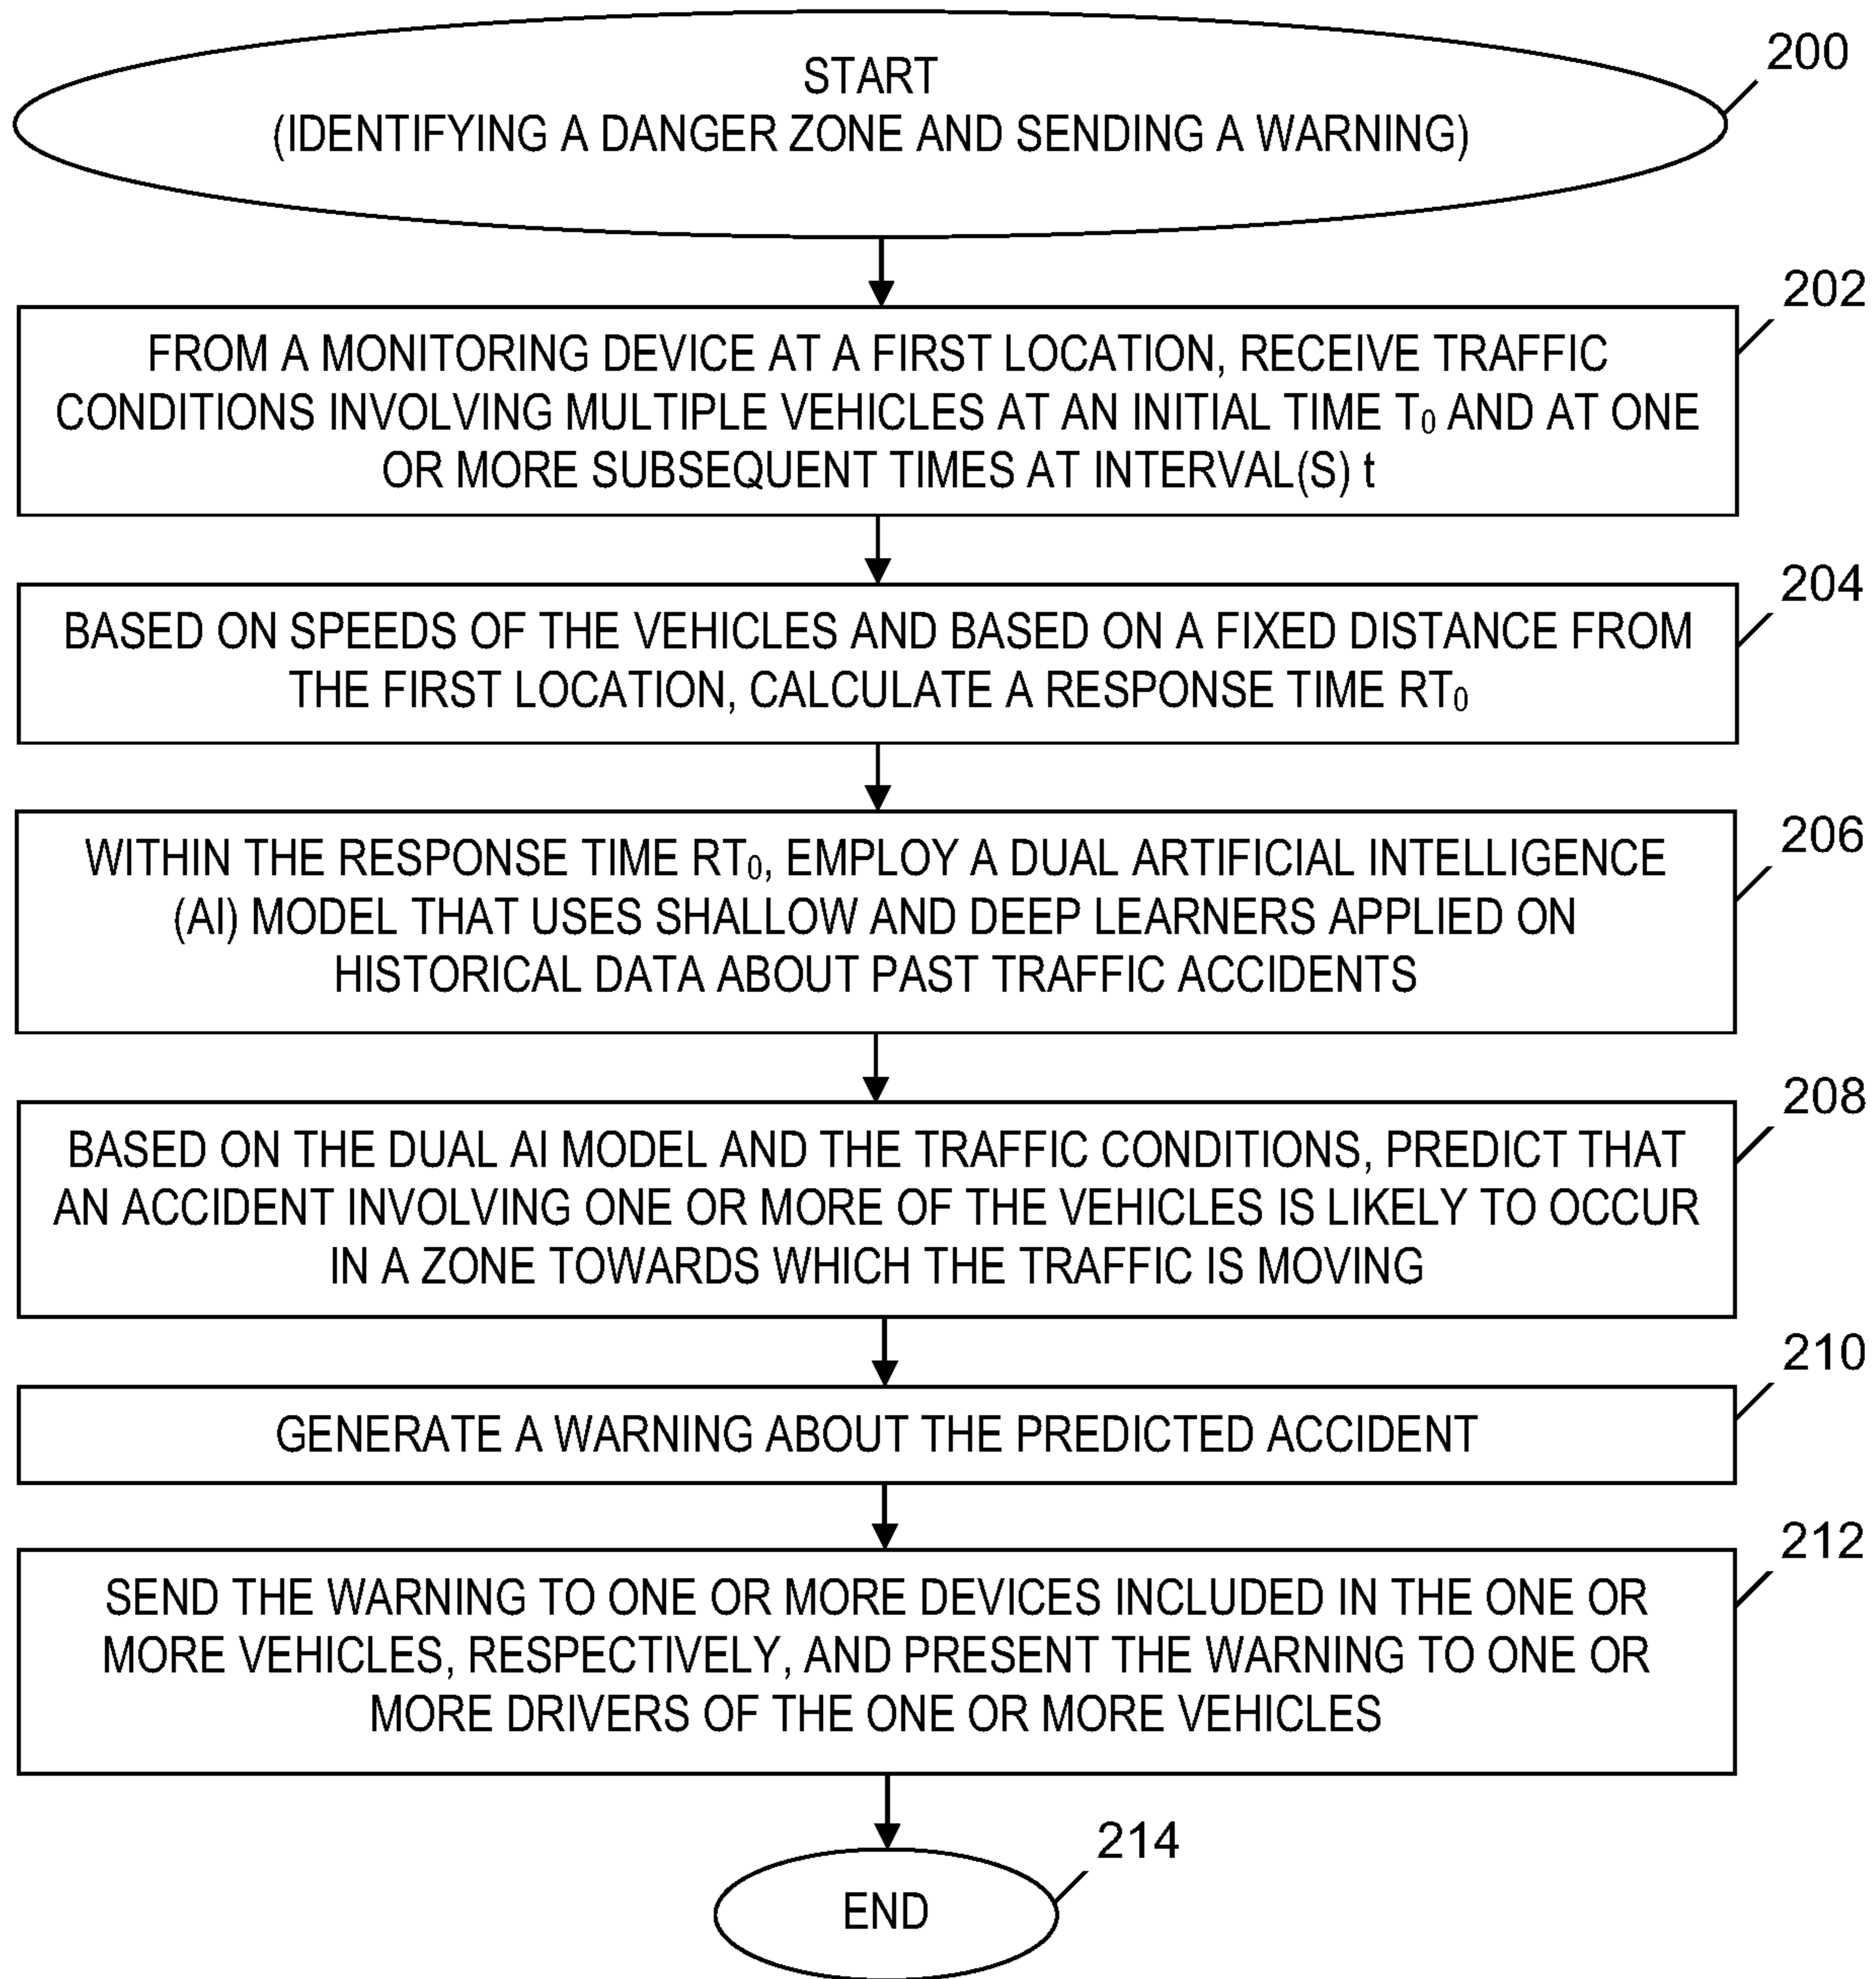 START
(IDENTIFYING A DANGER ZONE AND SENDING A WARNING)
200
202
FROM A MONITORING DEVICE AT A FIRST LOCATION, RECEIVE TRAFFIC
CONDITIONS INVOLVING MULTIPLE VEHICLES AT AN INITIAL TIME T₀ AND AT ONE
OR MORE SUBSEQUENT TIMES AT INTERVAL(S) t
204
BASED ON SPEEDS OF THE VEHICLES AND BASED ON A FIXED DISTANCE FROM
THE FIRST LOCATION, CALCULATE A RESPONSE TIME RT₀
206
WITHIN THE RESPONSE TIME RT₀, EMPLOY A DUAL ARTIFICIAL INTELLIGENCE
(AI) MODEL THAT USES SHALLOW AND DEEP LEARNERS APPLIED ON
HISTORICAL DATA ABOUT PAST TRAFFIC ACCIDENTS
208
BASED ON THE DUAL AI MODEL AND THE TRAFFIC CONDITIONS, PREDICT THAT
AN ACCIDENT INVOLVING ONE OR MORE OF THE VEHICLES IS LIKELY TO OCCUR
IN A ZONE TOWARDS WHICH THE TRAFFIC IS MOVING
210
GENERATE A WARNING ABOUT THE PREDICTED ACCIDENT
212
SEND THE WARNING TO ONE OR MORE DEVICES INCLUDED IN THE ONE OR
MORE VEHICLES, RESPECTIVELY, AND PRESENT THE WARNING TO ONE OR
MORE DRIVERS OF THE ONE OR MORE VEHICLES
214
END